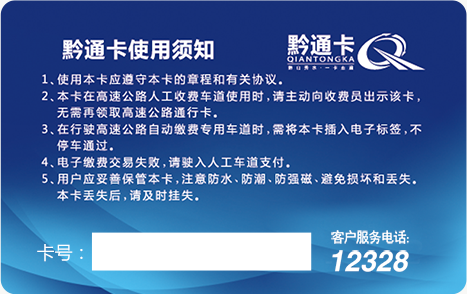 黔通卡使用须知
黔通卡
QIANTONGKA
黔山秀水·一卡全通
1、使用本卡应遵守本卡的章程和有关协议。
2、本卡在高速公路人工收费车道使用时,请主动向收费员出示该卡,
无需再领取高速公路通行卡。
3、在行驶高速公路自动缴费专用车道时,需将本卡插入电子标签,不
停车通过。
4、电子缴费交易失败,请驶入人工车道支付。
5、用户应妥善保管本卡,注意防水、防潮、防强磁、避免损坏和丢失。
本卡丢失后,请及时挂失。
卡号:
客户服务电话:
12328